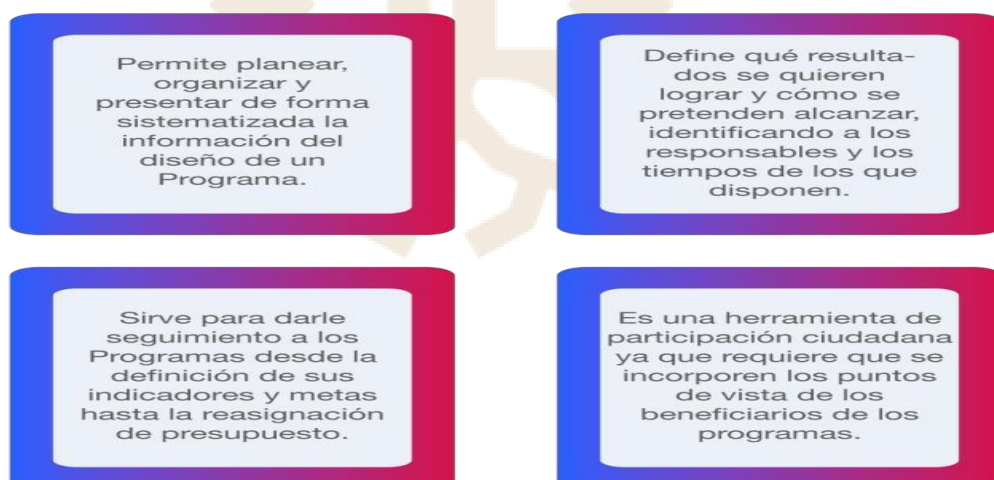 Permite planear,
organizar y
presentar de forma
sistematizada la
información del
diseño de un
Programa.
Define qué resulta-
dos se quieren
lograr y cómo se
pretenden alcanzar,
identificando a los
responsables y los
tiempos de los que
disponen.
Sirve para darle
seguimiento a los
Programas desde la
definición de sus
indicadores y metas
hasta la reasignación
de presupuesto.
Es una herramienta de
participación ciudadana
ya que requiere que se
incorporen los puntos
de vista de los
beneficiarios de los
programas.